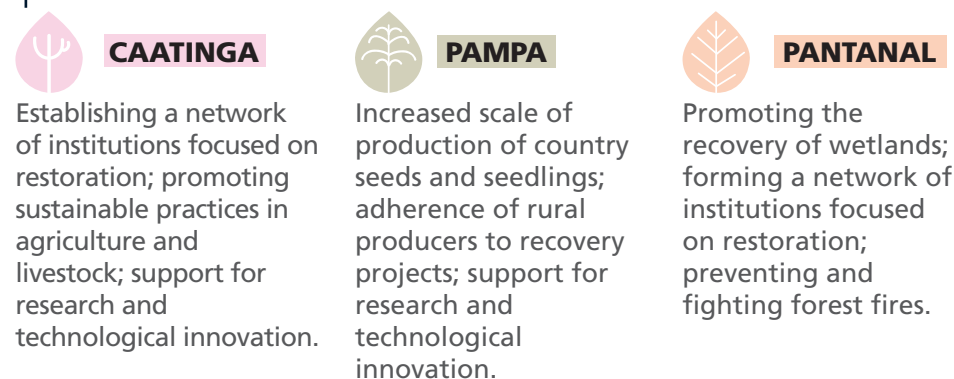 CAATINGA
Establishing a network
of institutions focused on
restoration; promoting
sustainable practices in
agriculture and
livestock; support for
research and
technological innovation.
PAMPA
Increased scale of
production of country
seeds and seedlings;
adherence of rural
producers to recovery
projects; support for
research and
technological
innovation.
PANTANAL
Promoting the
recovery of wetlands;
forming a network of
institutions focused
on restoration;
preventing and
fighting forest fires.